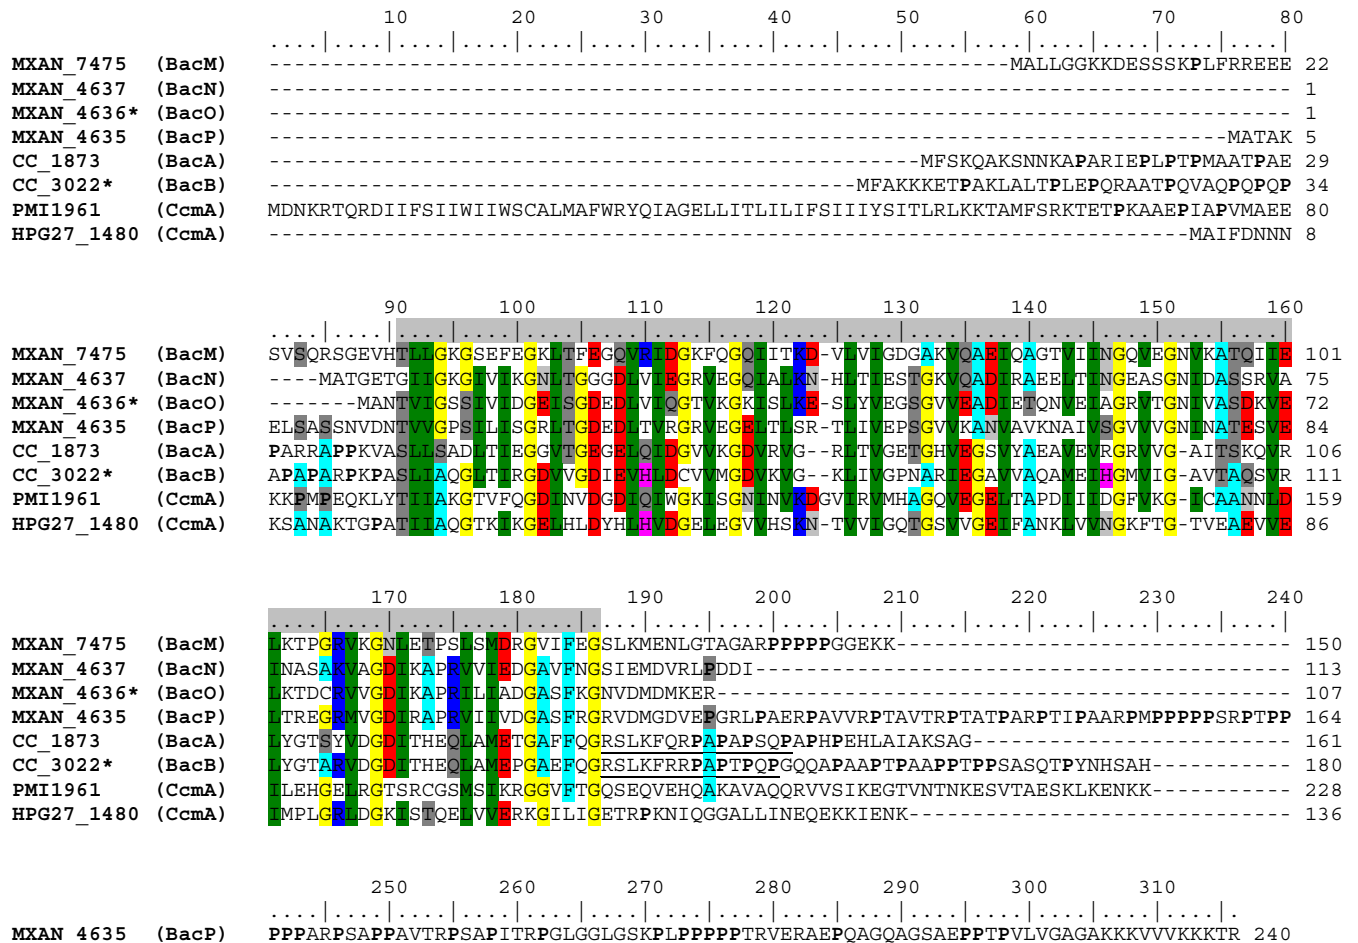 10 20 30 40 50 60 70 80
....|....|....|....|....|....|....|....|....|....|....|....|....|....|....|....|
MXAN_7475 (BacM) ----------------------------------------------------------MALLGGKKDESSSKPLFRREEE 22
MXAN_4637 (BacN) -------------------------------------------------------------------------------- 1
MXAN_4636* (BacO) -------------------------------------------------------------------------------- 1
MXAN_4635 (BacP) ---------------------------------------------------------------------------MATAK 5
CC_1873 (BacA) ---------------------------------------------------MFSKQAKSNNKAPARIEPLPTPMAATPAE 29
CC_3022* (BacB) ----------------------------------------------MFAKKKETPAKLALTPLEPQRAATPQVAQPQPQP 34
PMI1961 (CcmA) MDNKRTQRDIIFSIIWIIWSCALMAFWRYQIAGELLITLILIFSIIIYSITLRLKKTAMFSRKTETPKAAEPIAPVMAEE 80
HPG27_1480 (CcmA) ------------------------------------------------------------------------MAIFDNNN 8
90 100 110 120 130 140 150 160
....|....|....|....|....|....|....|....|....|....|....|....|....|....|....|....|
MXAN_7475 (BacM) SVSQRSGEVHTLLGKGSEFEGKLTFEGQVRIDGKFQGQIITKD-VLVIGDGAKVQAEIQAGTVIINGQVEGNVKATQIIE 101
MXAN_4637 (BacN) ----MATGETGIIGKGIVIKGNLTGGGDLVIEGRVEGQIALKN-HLTIESTGKVQADIRAEELTINGEASGNIDASSRVA 75
MXAN_4636* (BacO) -------MANTVIGSSIVIDGEISGDEDLVIQGTVKGKISLKE-SLYVEGSGVVEADIETQNVEIAGRVTGNIVASDKVE 72
MXAN_4635 (BacP) ELSASSNVDNTVVGPSILISGRLTGDEDLTVRGRVEGELTLSR-TLIVEPSGVVKANVAVKNAIVSGVVVGNINATESVE 84
CC_1873 (BacA) PARRAPPKVASLLSADLTIEGGVTGEGELQIDGVVKGDVRVG--RLTVGETGHVEGSVYAEAVEVRGRVVG-AITSKQVR 106
CC_3022* (BacB) APAPARPKPASLIAQGLTIRGDVVGDIEVHLDCVVMGDVKVG--KLIVGPNARIEGAVVAQAMEIHGMVIG-AVTAQSVR 111
PMI1961 (CcmA) KKPMPEQKLYTIIAKGTVFQGDINVDGDIQIWGKISGNINVKDGVIRVMHAGQVEGELTAPDIIIDGFVKG-ICAANNLD 159
HPG27_1480 (CcmA) KSANAKTGPATIIAQGTKIKGELHLDYHLHVDGELEGVVHSKN-TVVIGQTGSVVGEIFANKLVVNGKFTG-TVEAEVVE 86
170 180 190 200 210 220 230 240
....|....|....|....|....|....|....|....|....|....|....|....|....|....|....|....|
MXAN_7475 (BacM) LKTPGRVKGNLETPSLSMDRGVIFEGSLKMENLGTAGARPPPPPGGEKK------------------------------- 150
MXAN_4637 (BacN) INASAKVAGDIKAPRVVIEDGAVFNGSIEMDVRLPDDI------------------------------------------ 113
MXAN_4636* (BacO) LKTDCRVVGDIKAPRILIADGASFKGNVDMDMKER--------------------------------------------- 107
MXAN_4635 (BacP) LTREGRMVGDIRAPRVIIVDGASFRGRVDMGDVEPGRLPAERPAVVRPTAVTRPTATPARPTIPAARPMPPPPPSRPTPP 164
CC_1873 (BacA) LYGTSYVDGDITHEQLAMETGAFFQGRSLKFQRPAPAPSQPAPHPEHLAIAKSAG------------------------- 161
CC_3022* (BacB) LYGTARVDGDITHEQLAMEPGAEFQGRSLKFRRPAPTPQPGQQAPAAPTPAAPPTPPSASQTPYNHSAH----------- 180
PMI1961 (CcmA) ILEHGELRGTSRCGSMSIKRGGVFTGQSEQVEHQAKAVAQQRVVSIKEGTVNTNKESVTAESKLKENKK----------- 228
HPG27_1480 (CcmA) IMPLGRLDGKISTQELVVERKGILIGETRPKNIQGGALLINEQEKKIENK------------------------------ 136
250 260 270 280 290 300 310
....|....|....|....|....|....|....|....|....|....|....|....|....|....|....|.
MXAN_4635 (BacP) PPPARPSAPPAVTRPSAPITRPGLGGLGSKPLPPPPPTRVERAEPQAGQAGSAEPPTPVLVGAGAKKKVVVKKKTR 240